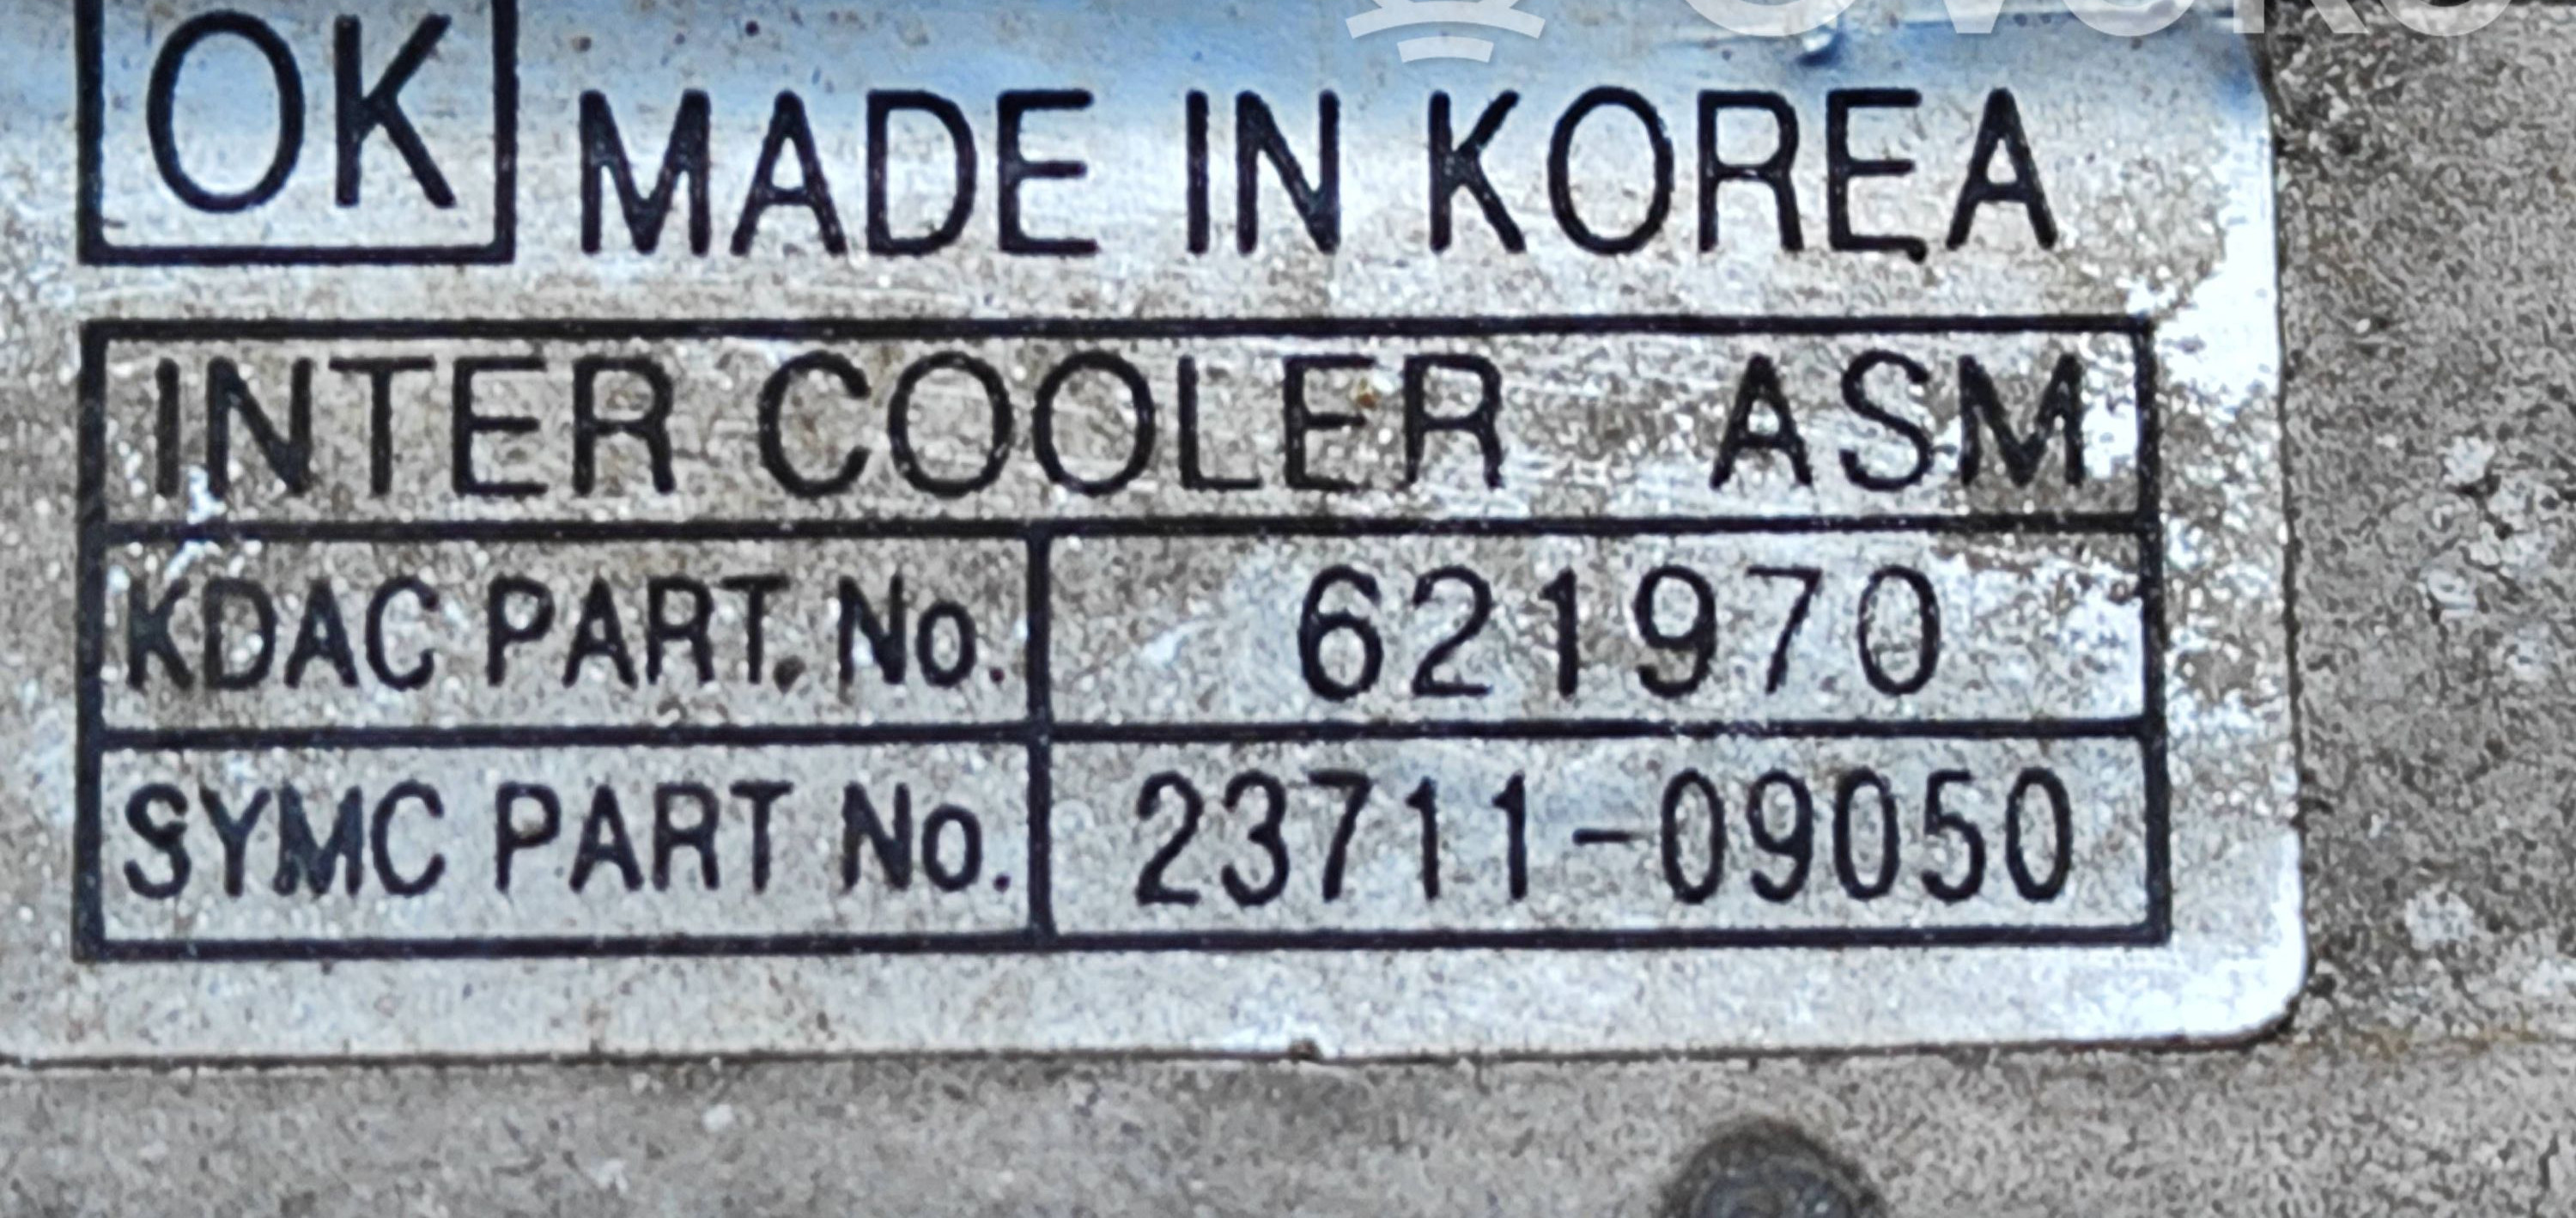 OK
MADE IN KOREA
INTER COOLER ASM
KDAC PART. No. 621970
SYMC PART No. 23711-09050